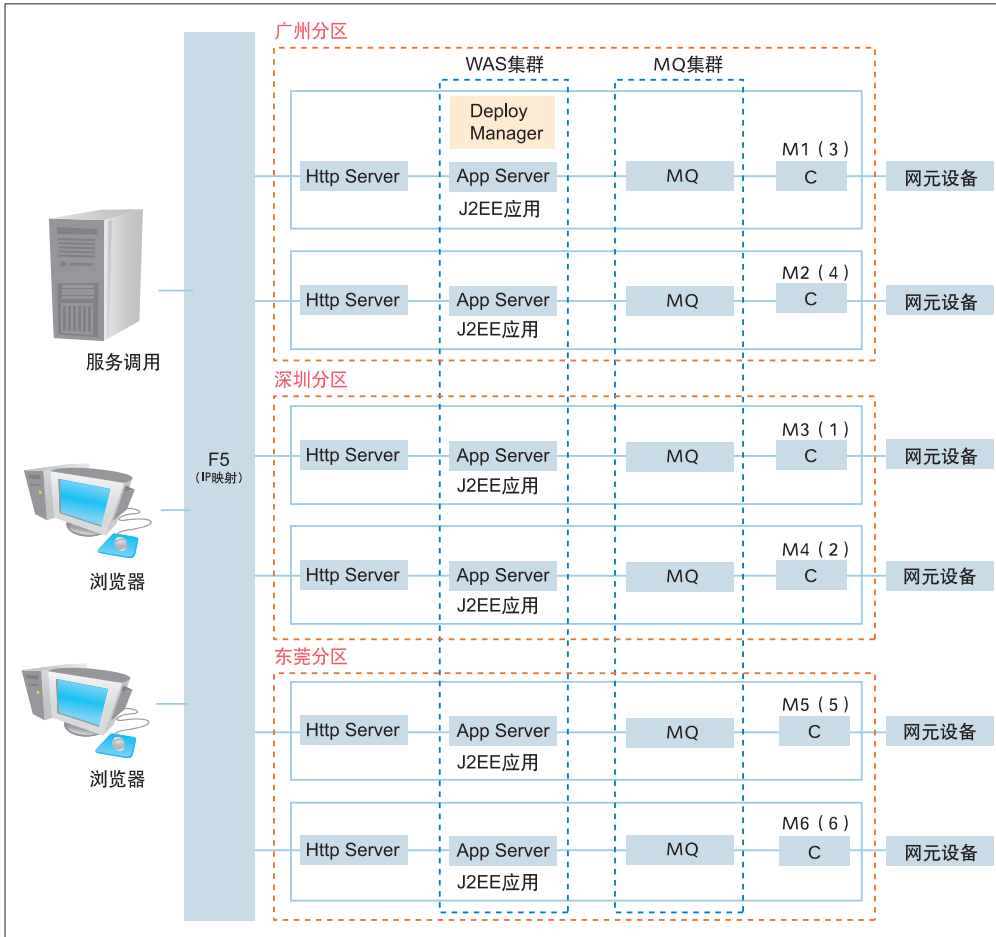 广州分区
WAS集群
MQ集群
Deploy
Manager
M1（3）
Http Server
App Server
MQ
C
网元设备
J2EE应用
M2（4）
Http Server
App Server
MQ
C
网元设备
J2EE应用
服务调用
深圳分区
M3（1）
Http Server
App Server
MQ
C
网元设备
J2EE应用
F5
（IP映射）
M4（2）
Http Server
App Server
MQ
C
网元设备
J2EE应用
浏览器
东莞分区
M5（5）
Http Server
App Server
MQ
C
网元设备
J2EE应用
浏览器
M6（6）
Http Server
App Server
MQ
C
网元设备
J2EE应用